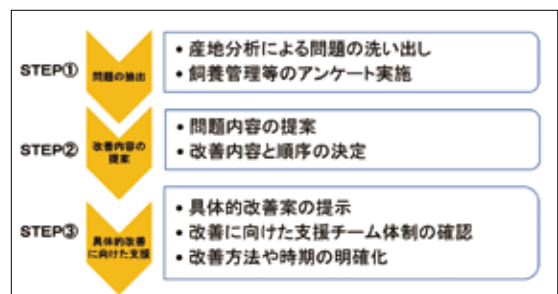 STEP①
問題の抽出
• 産地分析による問題の洗い出し
• 飼養管理等のアンケート実施
STEP②
改善内容の
提案
• 問題内容の提案
• 改善内容と順序の決定
STEP③
具体的改善
に向けた支援
• 具体的改善案の提示
• 改善に向けた支援チーム体制の確認
• 改善方法や時期の明確化